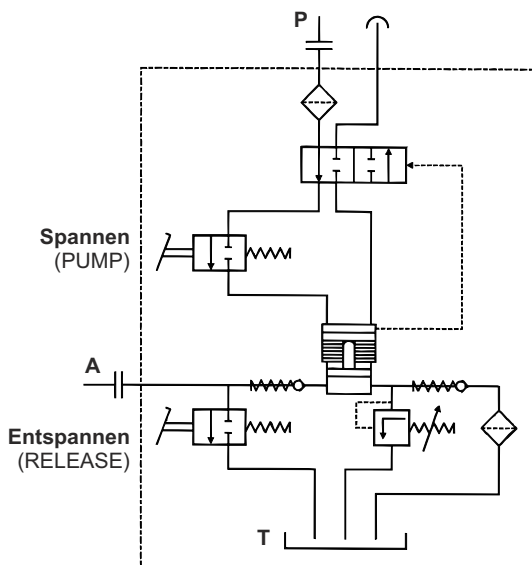 P
Spannen
(PUMP)
A
Entspannen
(RELEASE)
T